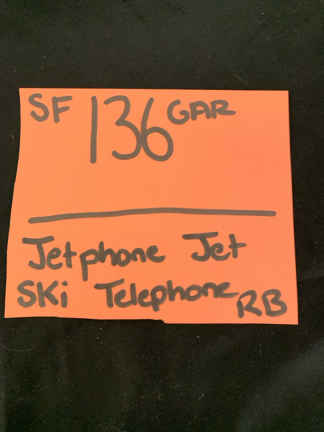 SF 136 GAR
Jetphone Jet
SKi Telephone RB